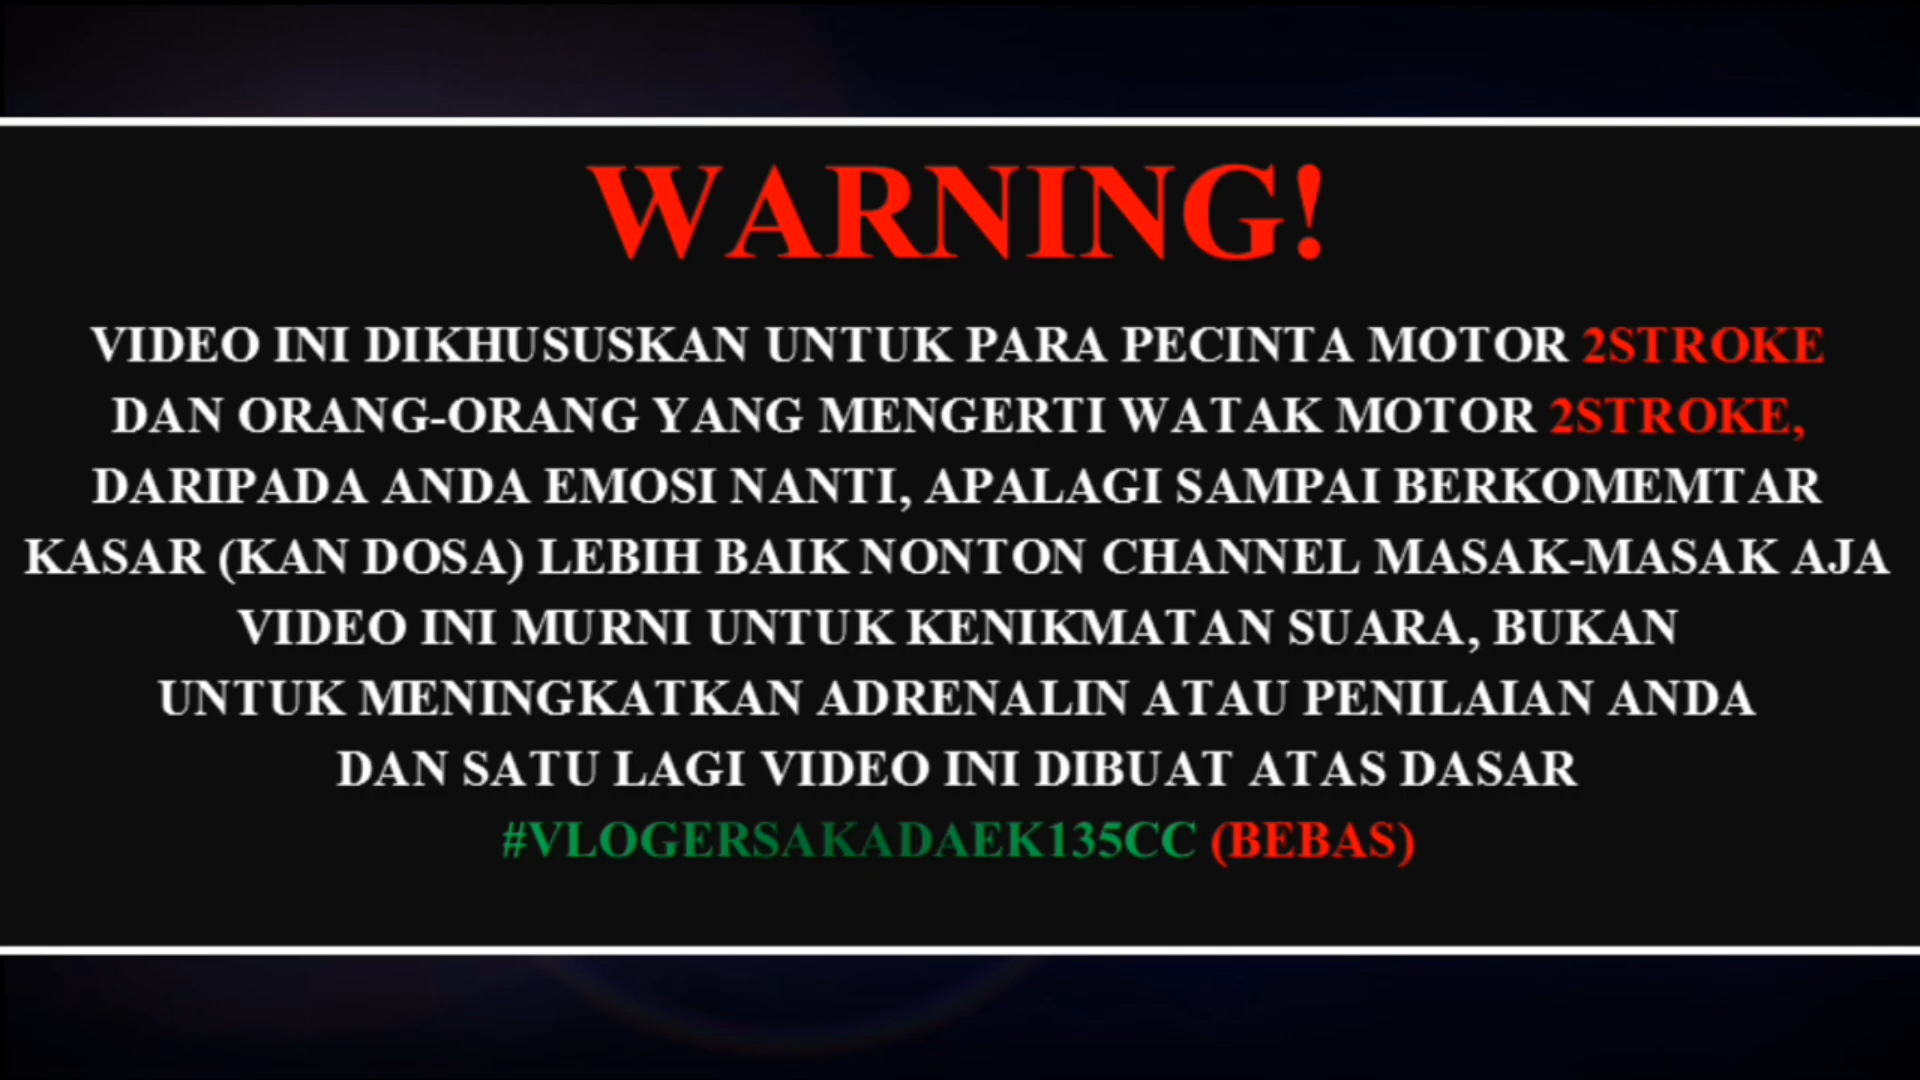 WARNING!
VIDEO INI DIKHUSUSKAN UNTUK PARA PECINTA MOTOR 2STROKE
DAN ORANG-ORANG YANG MENGERTI WATAK MOTOR 2STROKE,
DARIPADA ANDA EMOSI NANTI, APALAGI SAMPAI BERKOMEMTAR
KASAR (KAN DOSA) LEBIH BAIK NONTON CHANNEL MASAK-MASAK AJA
VIDEO INI MURNI UNTUK KENIKMATAN SUARA, BUKAN
UNTUK MENINGKATKAN ADRENALIN ATAU PENILAIAN ANDA
DAN SATU LAGI VIDEO INI DIBUAT ATAS DASAR
#VLOGERSAKADAEK135CC (BEBAS)